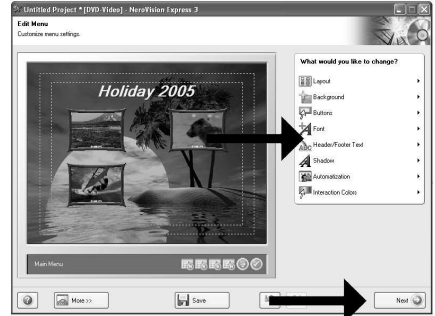 Untitled Project *[DVD-Video] - NeroVision Express 3
Edit Menu
Customize menu settings.
What would you like to change?
Holiday 2005
Layout
Background
Buttons
Font
Header/Footer Text
Shadow
Automatization
Interaction Colors
Main Menu
More >>
Save
Next